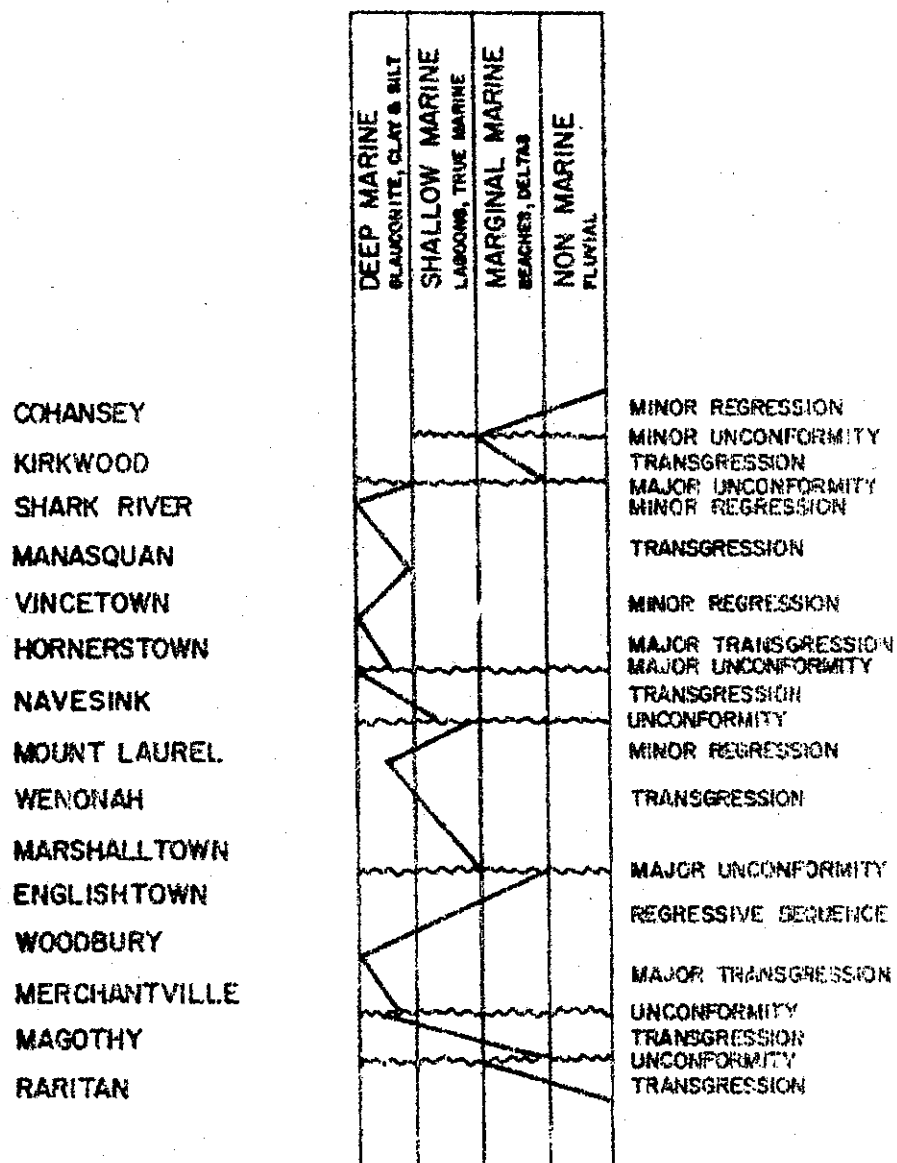 DEEP MARINE
GLAUCONITE, CLAY & SILT
SHALLOW MARINE
LAGOONS, TRUE MARINE
MARGINAL MARINE
BEACHES, DELTAS
NON MARINE
FLUVIAL
COHANSEY
MINOR REGRESSION
MINOR UNCONFORMITY
KIRKWOOD
TRANSGRESSION
MAJOR UNCONFORMITY
SHARK RIVER
MINOR REGRESSION
MANASQUAN
TRANSGRESSION
VINCETOWN
MINOR REGRESSION
HORNERSTOWN
MAJOR TRANSGRESSION
MAJOR UNCONFORMITY
NAVESINK
TRANSGRESSION
UNCONFORMITY
MOUNT LAUREL
MINOR REGRESSION
WENONAH
TRANSGRESSION
MARSHALLTOWN
MAJOR UNCONFORMITY
ENGLISHTOWN
REGRESSIVE SEQUENCE
WOODBURY
MAJOR TRANSGRESSION
MERCHANTVILLE
UNCONFORMITY
MAGOTHY
TRANSGRESSION
UNCONFORMITY
RARITAN
TRANSGRESSION